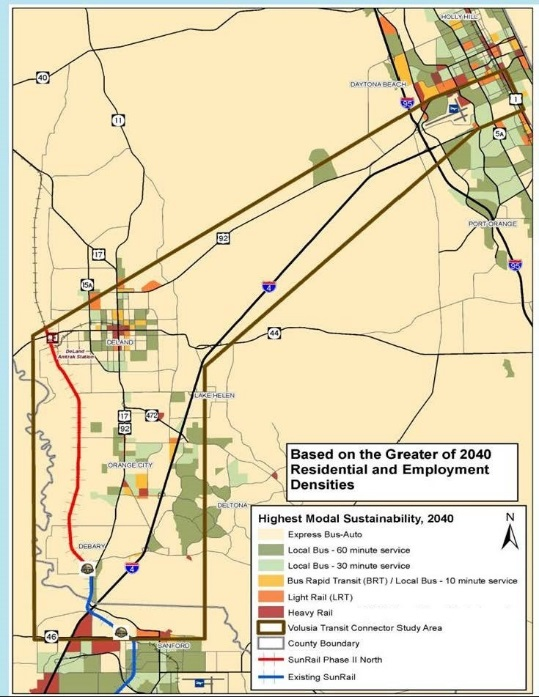 HOLLY HILL
40
DAYTONA BEACH
95
1
11
5A
PORT ORANGE
92
17
95
15A
4
44
DELAND
DeLand
Amtrak Station
LAKE HELEN
17
92
472
ORANGE CITY
Based on the Greater of 2040
Residential and Employment
Densities
DELTONA
Highest Modal Sustainability, 2040
N
Express Bus-Auto
Local Bus - 60 minute service
Local Bus - 30 minute service
Bus Rapid Transit (BRT) / Local Bus - 10 minute service
Light Rail (LRT)
Heavy Rail
Volusia Transit Connector Study Area
County Boundary
SunRail Phase II North
Existing SunRail
DEBARY
4
46
SANFORD